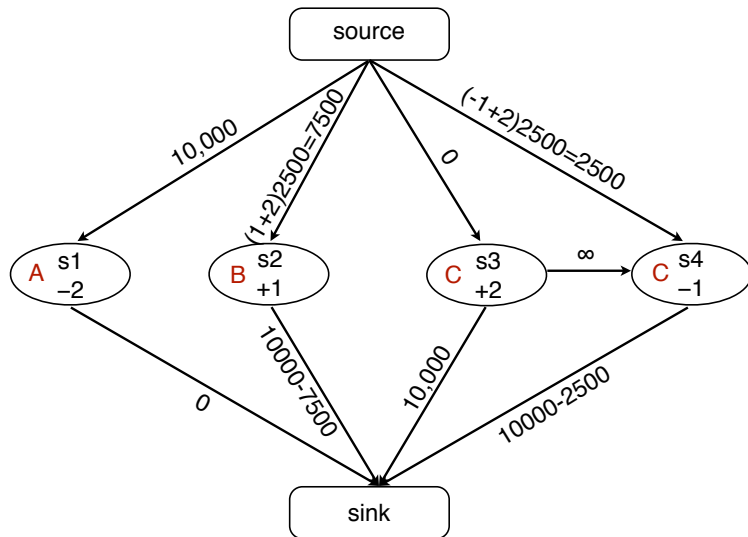 source
10,000
(1+2)2500=7500
0
(-1+2)2500=2500
A s1
−2
B s2
+1
C s3
+2
∞
C s4
−1
0
10000-7500
10,000
10000-2500
sink